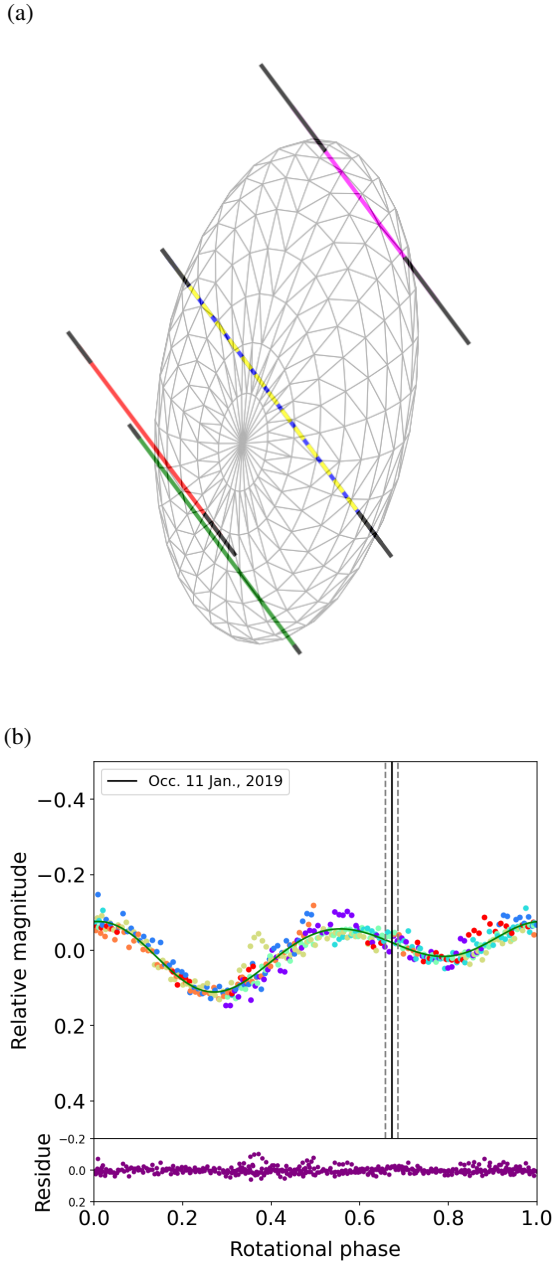 (a)
(b)
Occ. 11 Jan., 2019
−0.4
−0.2
0.0
0.2
0.4
Relative magnitude
−0.2
0.0
0.2
Residue
0.0 0.2 0.4 0.6 0.8 1.0
Rotational phase